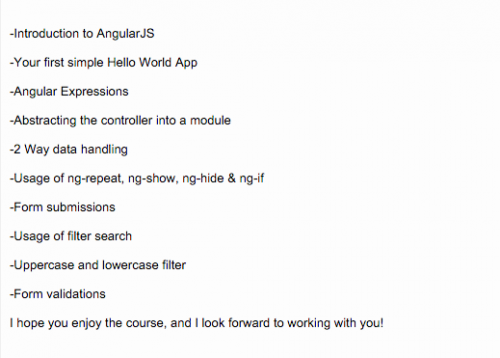 -Introduction to AngularJS
-Your first simple Hello World App
-Angular Expressions
-Abstracting the controller into a module
-2 Way data handling
-Usage of ng-repeat, ng-show, ng-hide & ng-if
-Form submissions
-Usage of filter search
-Uppercase and lowercase filter
-Form validations
I hope you enjoy the course, and I look forward to working with you!